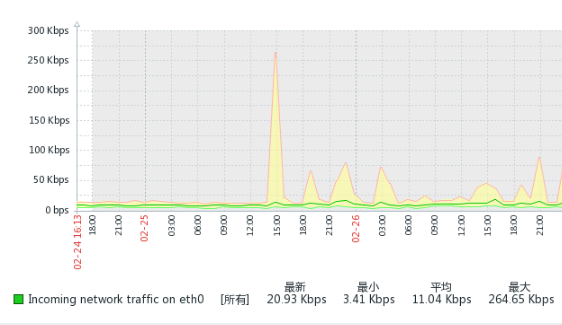 300 Kbps
250 Kbps
200 Kbps
150 Kbps
100 Kbps
50 Kbps
0 bps
02-24 16:13
18:00
21:00
02-25
03:00
06:00
09:00
12:00
15:00
18:00
21:00
02-26
03:00
06:00
09:00
12:00
15:00
18:00
21:00
最新 最小 平均 最大
Incoming network traffic on eth0 [所有] 20.93 Kbps 3.41 Kbps 11.04 Kbps 264.65 Kbps